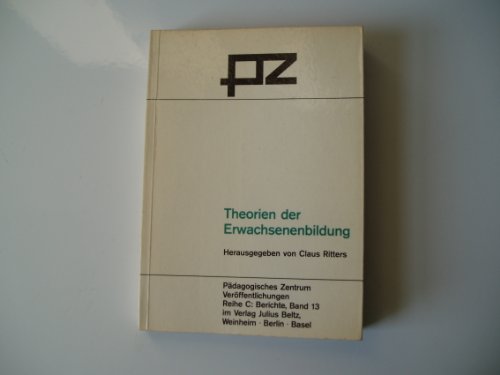 pz
Theorien der
Erwachsenenbildung
Herausgegeben von Claus Ritters
Pädagogisches Zentrum
Veröffentlichungen
Reihe C: Berichte, Band 13
im Verlag Julius Beltz,
Weinheim · Berlin · Basel